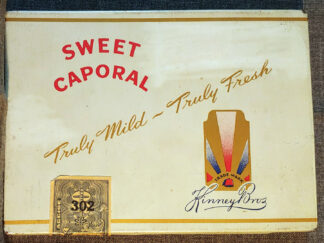 SWEET
CAPORAL
Truly Mild ~ Truly Fresh
TRADE MARK
Kinney Bros
302